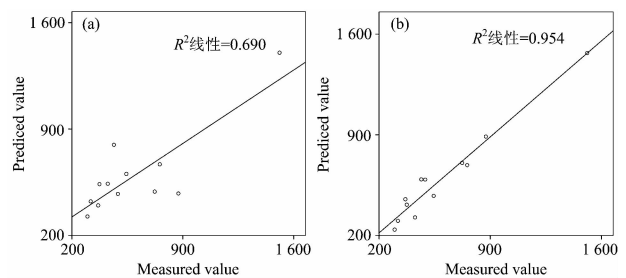 (a)
R²线性=0.690
1 600
900
200
200
900
1 600
Prediced value
Measured value
(b)
R²线性=0.954
1 600
900
200
200
900
1 600
Prediced value
Measured value